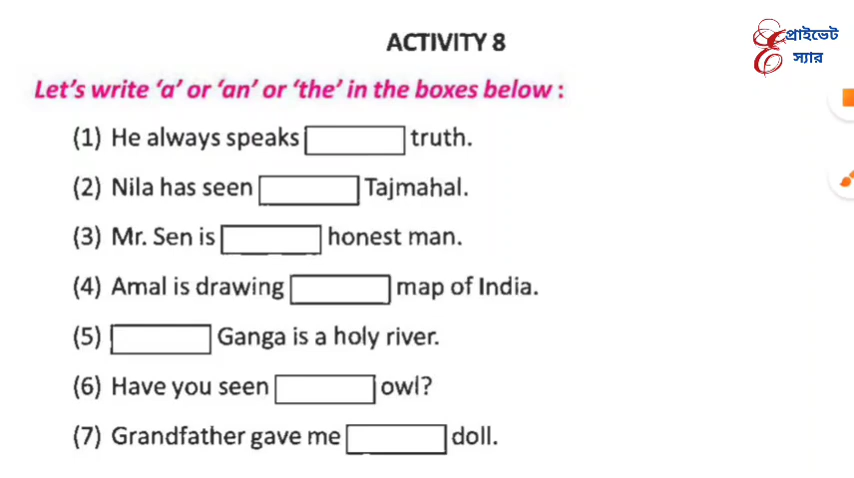 ACTIVITY 8
প্রাইভেট
স্যার
Let's write 'a' or 'an' or 'the' in the boxes below :
(1) He always speaks truth.
(2) Nila has seen Tajmahal.
(3) Mr. Sen is honest man.
(4) Amal is drawing map of India.
(5) Ganga is a holy river.
(6) Have you seen owl?
(7) Grandfather gave me doll.